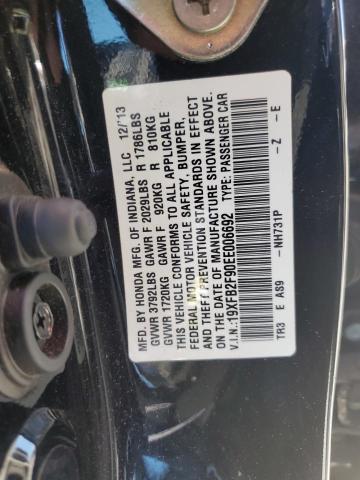 MFD. BY HONDA MFG. OF INDIANA, LLC 12/'13
GVWR 3792LBS GAWR F 2029LBS R 1786LBS
GVWR 1720KG GAWR F 920KG R 810KG
THIS VEHICLE CONFORMS TO ALL APPLICABLE
FEDERAL MOTOR VEHICLE SAFETY, BUMPER,
AND THEFT PREVENTION STANDARDS IN EFFECT
ON THE DATE OF MANUFACTURE SHOWN ABOVE.
V.I.N.:19XFB2F90EE006692 TYPE: PASSENGER CAR
TR3 E AS9 -NH731P -Z -E